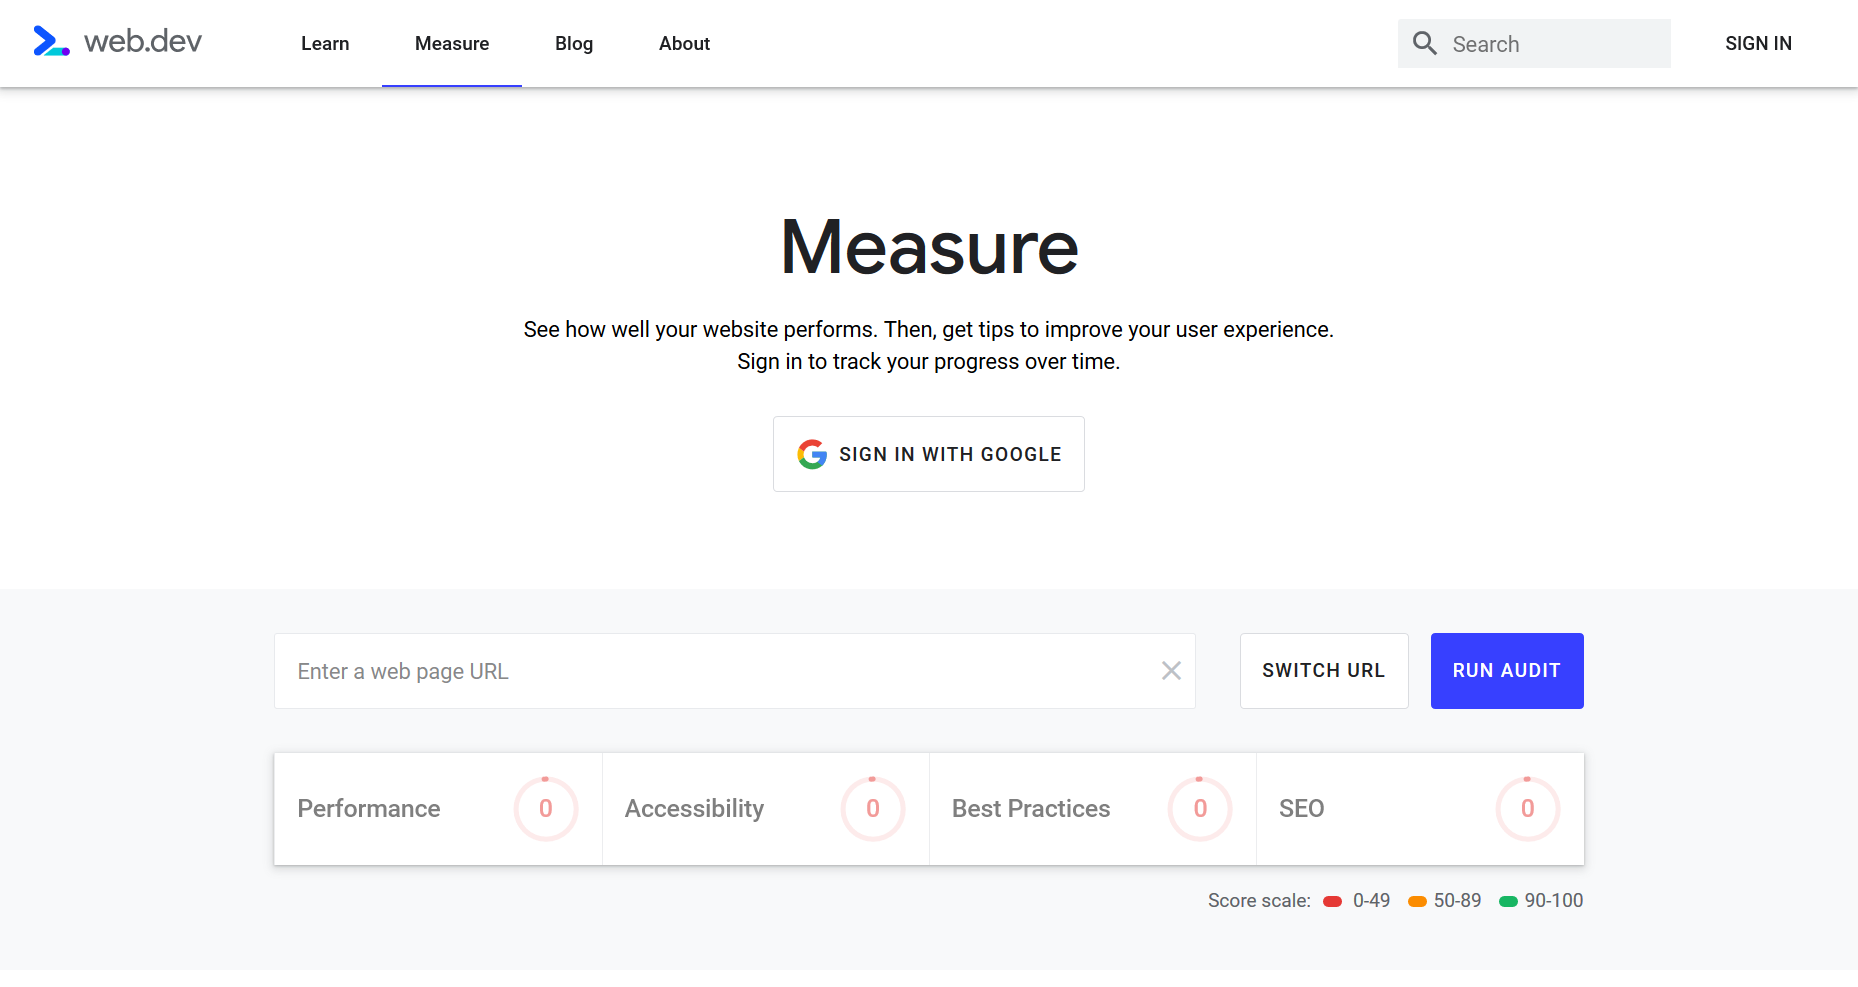 web.dev
Learn
Measure
Blog
About
Search
SIGN IN
Measure
See how well your website performs. Then, get tips to improve your user experience.
Sign in to track your progress over time.
SIGN IN WITH GOOGLE
Enter a web page URL
SWITCH URL
RUN AUDIT
Performance
0
Accessibility
0
Best Practices
0
SEO
0
Score scale: 0-49 50-89 90-100